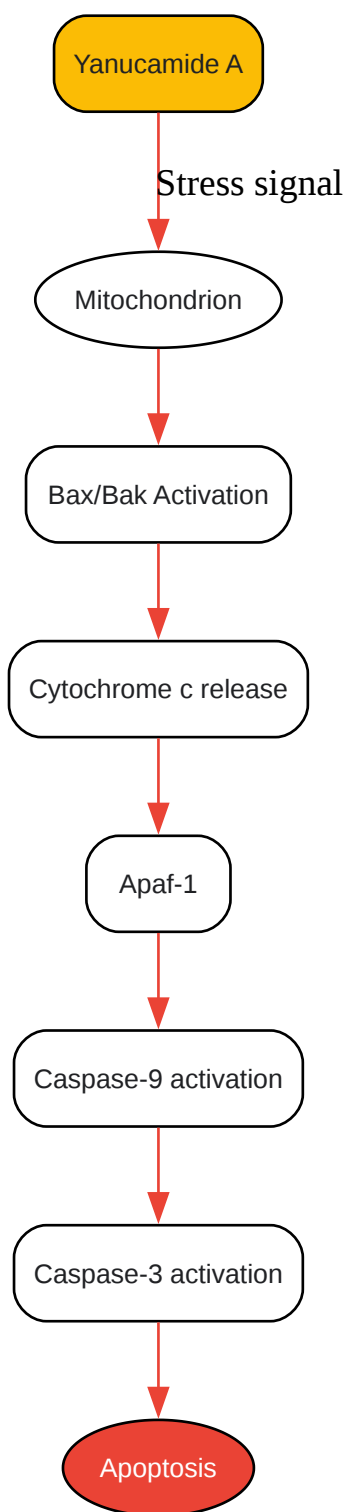 Yanucamide A
Stress signal
Mitochondrion
Bax/Bak Activation
Cytochrome c release
Apaf-1
Caspase-9 activation
Caspase-3 activation
Apoptosis